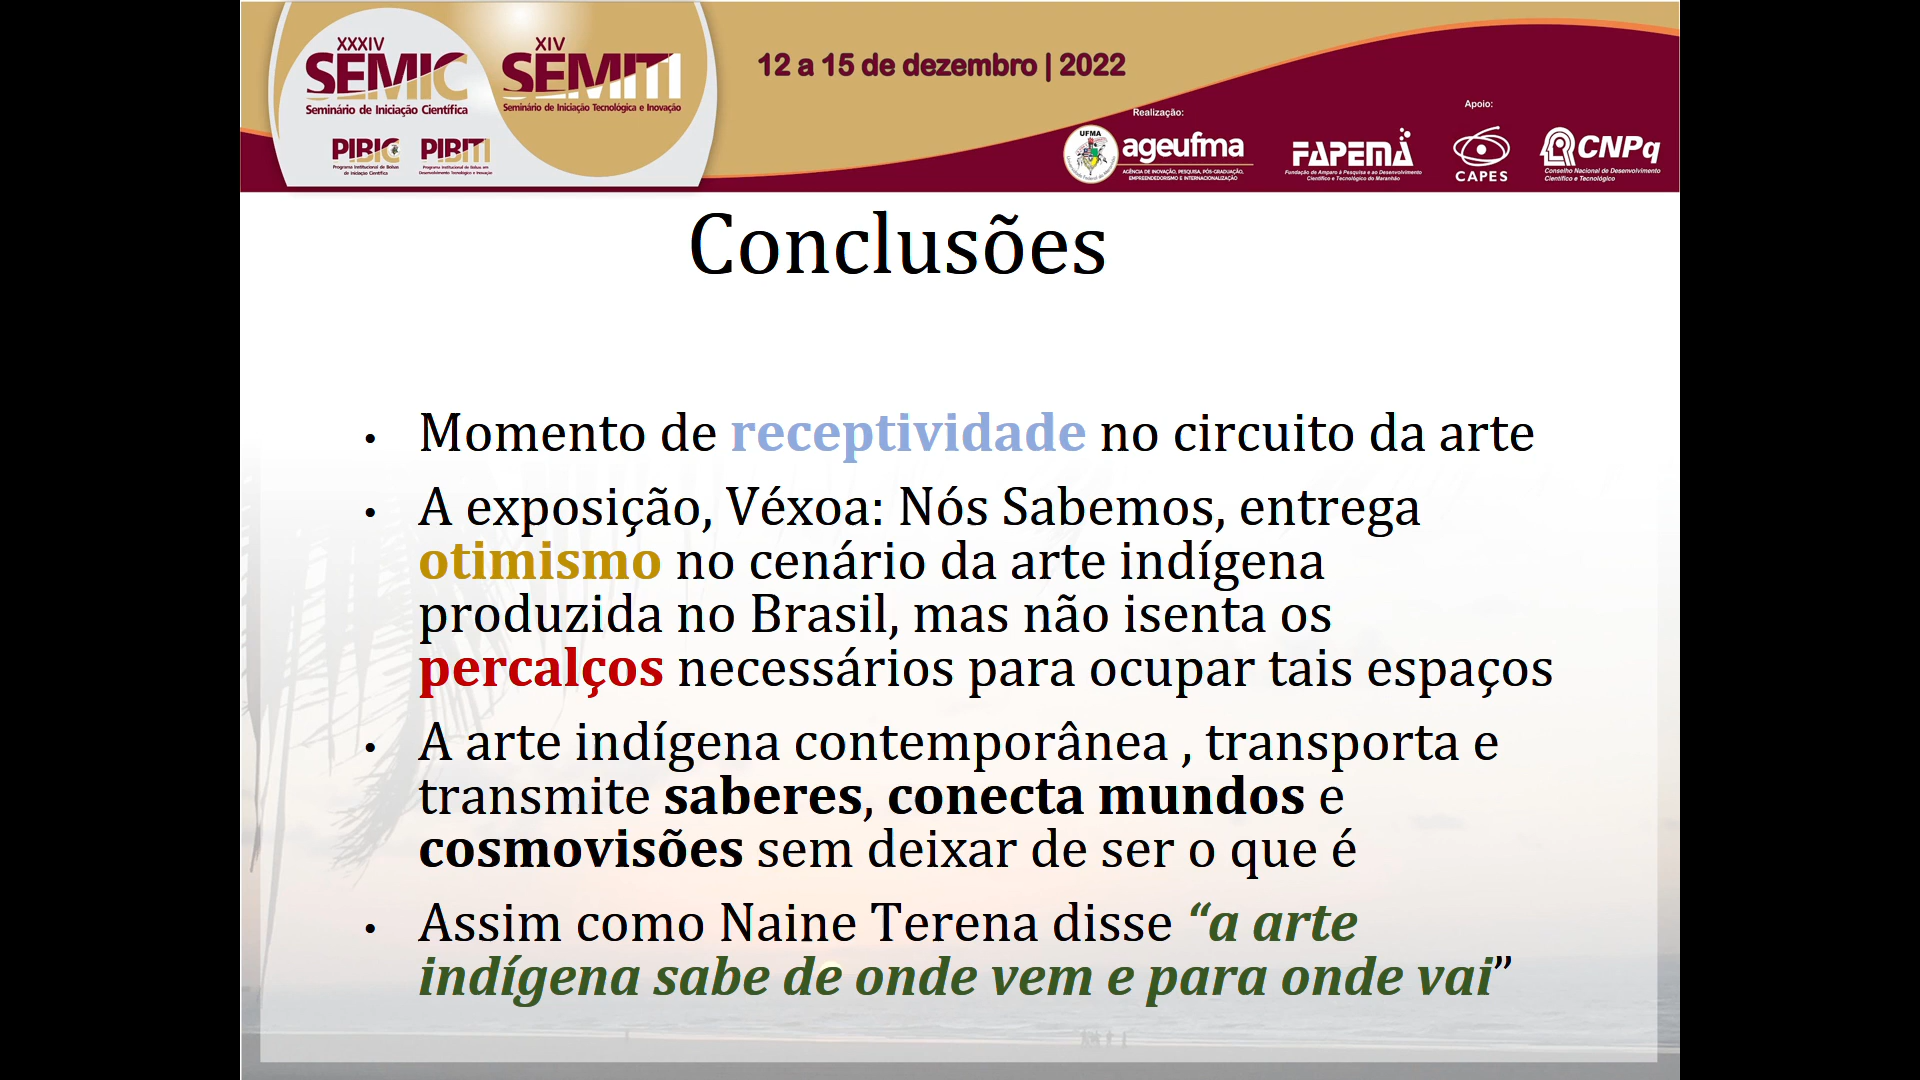 XXXIV
SEMIC
Seminário de Iniciação Científica
XIV
SEMITI
Seminário de Iniciação Tecnológica e Inovação
PIBIC
Programa Institucional de Bolsas
de Iniciação Científica
PIBITI
Programa Institucional de Bolsas em
Desenvolvimento Tecnológico e Inovação
12 a 15 de dezembro | 2022
Realização:
UFMA
ageufma
AGÊNCIA DE INOVAÇÃO, PESQUISA, PÓS-GRADUAÇÃO,
EMPREENDEDORISMO E INTERNACIONALIZAÇÃO
Apoio:
FAPEMA
Fundação de Amparo à Pesquisa e ao Desenvolvimento
Científico e Tecnológico do Maranhão
CAPES
CNPq
Conselho Nacional de Desenvolvimento
Científico e Tecnológico
Conclusões
• Momento de receptividade no circuito da arte
• A exposição, Véxoa: Nós Sabemos, entrega
otimismo no cenário da arte indígena
produzida no Brasil, mas não isenta os
percalços necessários para ocupar tais espaços
• A arte indígena contemporânea , transporta e
transmite saberes, conecta mundos e
cosmovisões sem deixar de ser o que é
• Assim como Naine Terena disse “a arte
indígena sabe de onde vem e para onde vai”